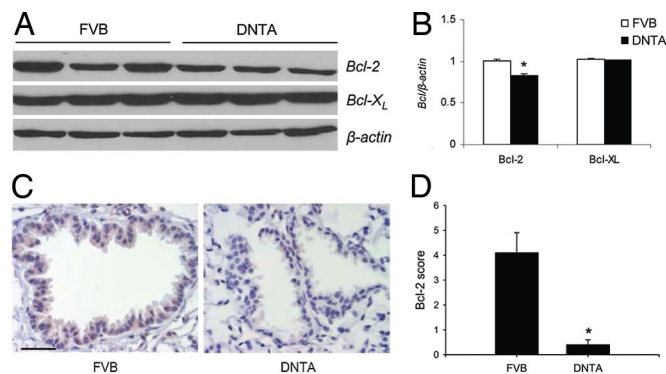 A
FVB
DNTA
Bcl-2
Bcl-XL
β-actin
B
Bcl/β-actin
1.5
1
0.5
0
*
FVB
DNTA
Bcl-2
Bcl-XL
C
FVB
DNTA
D
Bcl-2 score
6
5
4
3
2
1
0
*
FVB
DNTA